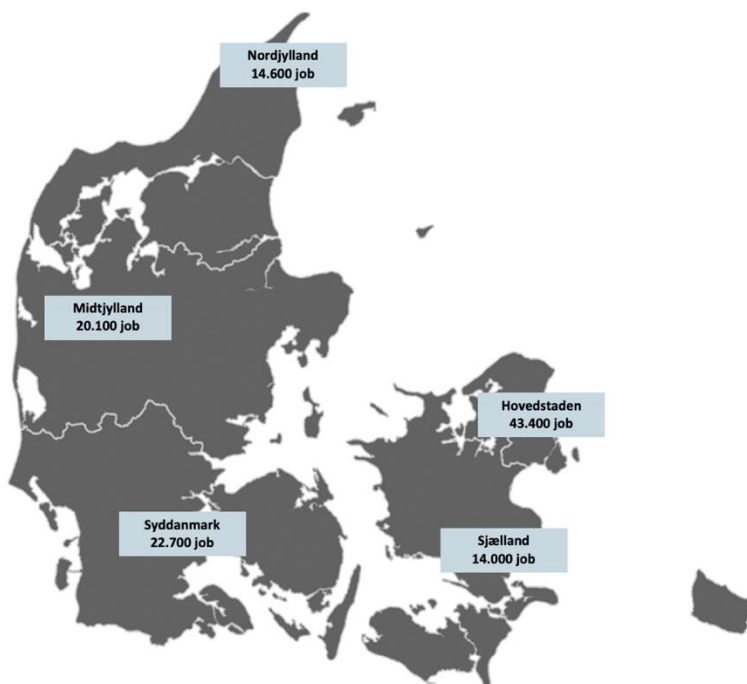 Nordjylland
14.600 job
Midtjylland
20.100 job
Hovedstaden
43.400 job
Syddanmark
22.700 job
Sjælland
14.000 job